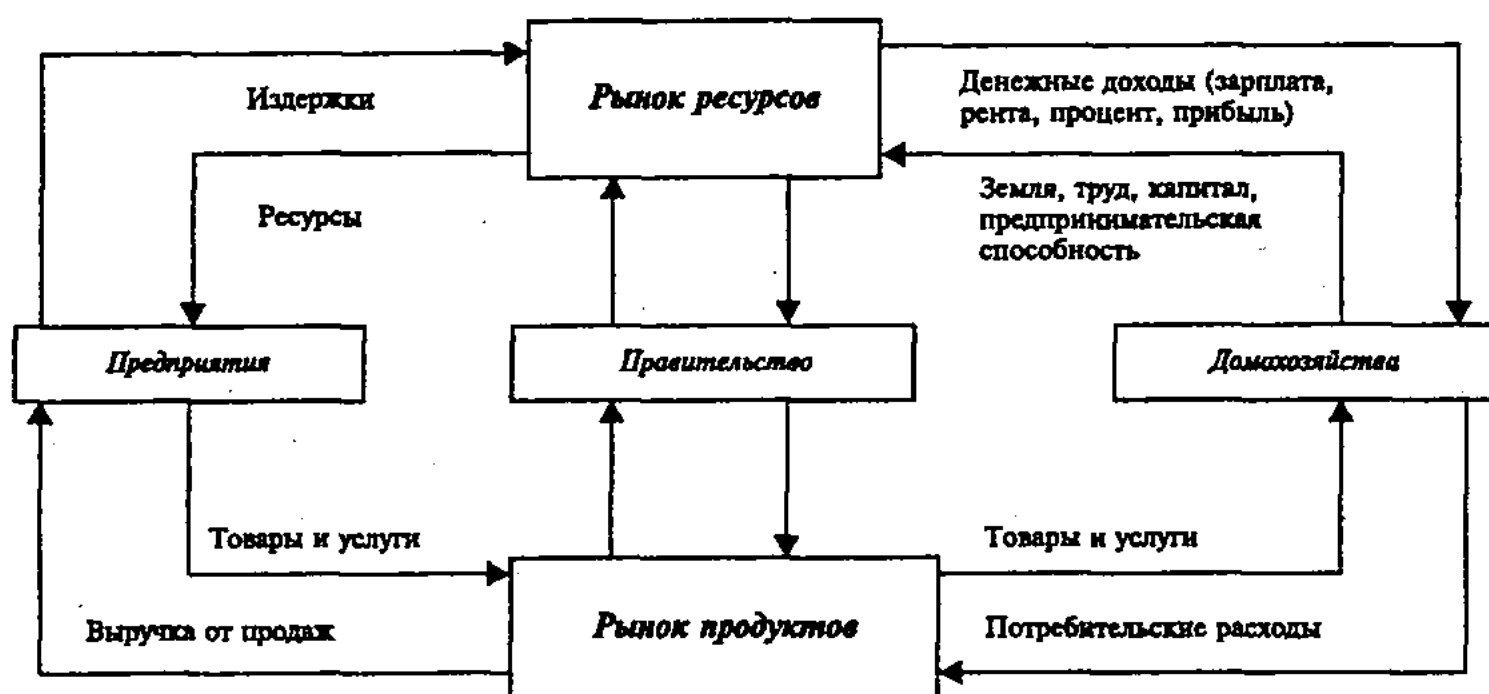 Рынок ресурсов
Издержки
Денежные доходы (зарплата,
рента, процент, прибыль)
Ресурсы
Земля, труд, капитал,
предпринимательская
способность
Предприятия
Правительство
Домахозяйства
Товары и услуги
Товары и услуги
Выручка от продаж
Рынок продуктов
Потребительские расходы